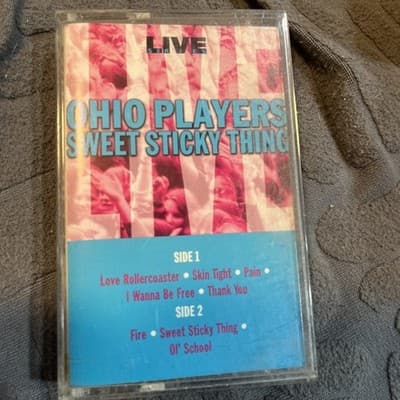 LIVE
OHIO PLAYERS
SWEET STICKY THING
LIVE
SIDE 1
Love Rollercoaster • Skin Tight • Pain •
I Wanna Be Free • Thank You
SIDE 2
Fire • Sweet Sticky Thing •
Ol' School